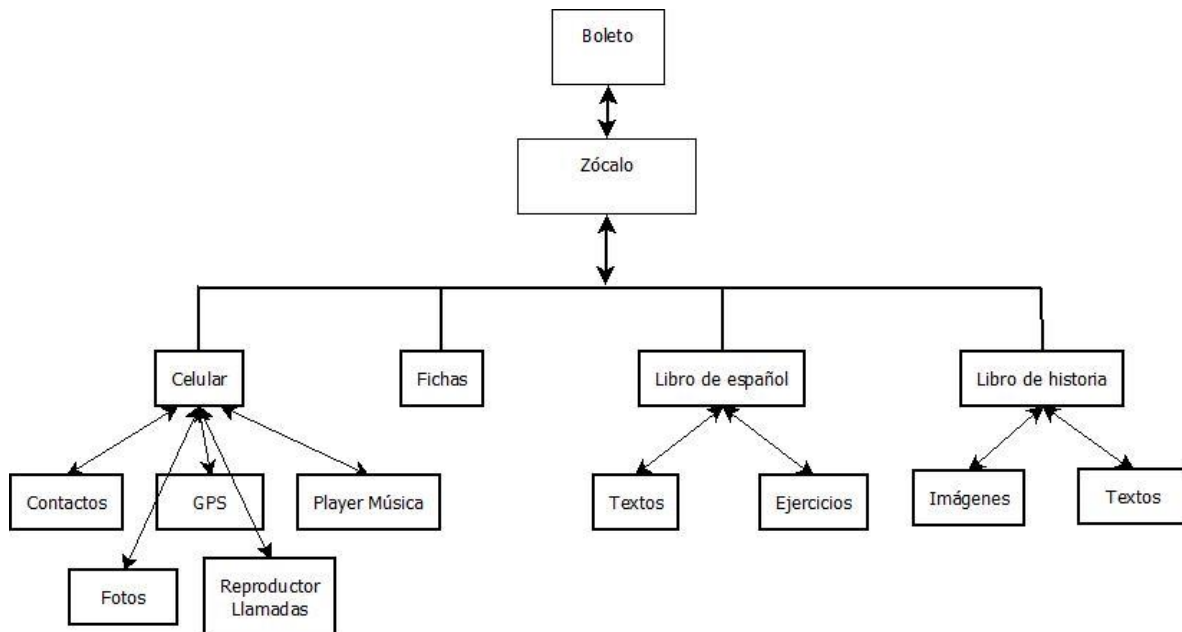 Boleto
Zócalo
Celular
Fichas
Libro de español
Libro de historia
Contactos
GPS
Player Música
Textos
Ejercicios
Imágenes
Textos
Fotos
Reproductor
Llamadas